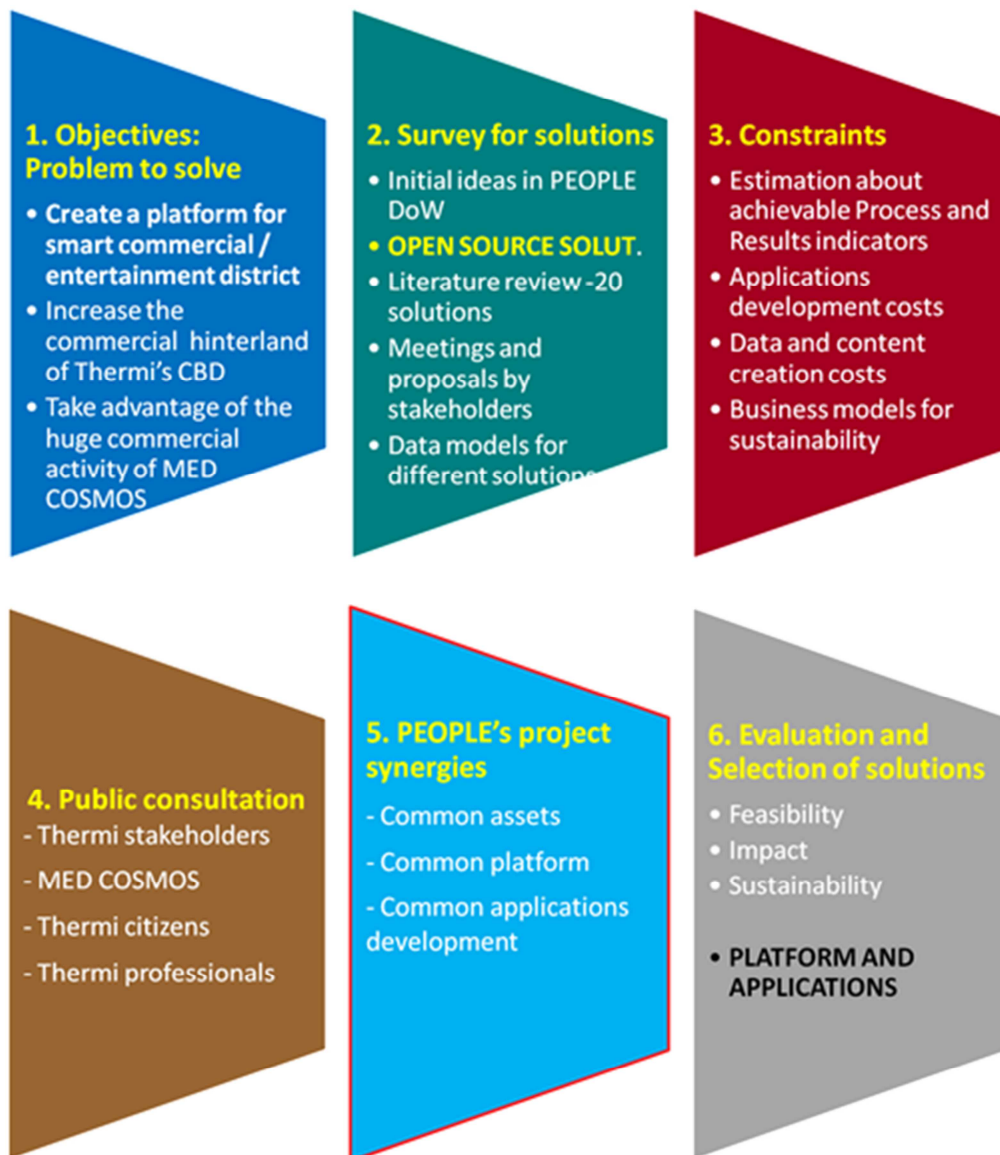 1. Objectives:
Problem to solve
• Create a platform for
smart commercial /
entertainment district
• Increase the
commercial hinterland
of Thermi's CBD
• Take advantage of the
huge commercial
activity of MED
COSMOS
2. Survey for solutions
• Initial ideas in PEOPLE
DoW
• OPEN SOURCE SOLUT.
• Literature review -20
solutions
• Meetings and
proposals by
stakeholders
• Data models for
different solutions
3. Constraints
• Estimation about
achievable Process and
Results indicators
• Applications
development costs
• Data and content
creation costs
• Business models for
sustainability
4. Public consultation
- Thermi stakeholders
- MED COSMOS
- Thermi citizens
- Thermi professionals
5. PEOPLE's project
synergies
- Common assets
- Common platform
- Common applications
development
6. Evaluation and
Selection of solutions
• Feasibility
• Impact
• Sustainability
• PLATFORM AND
APPLICATIONS